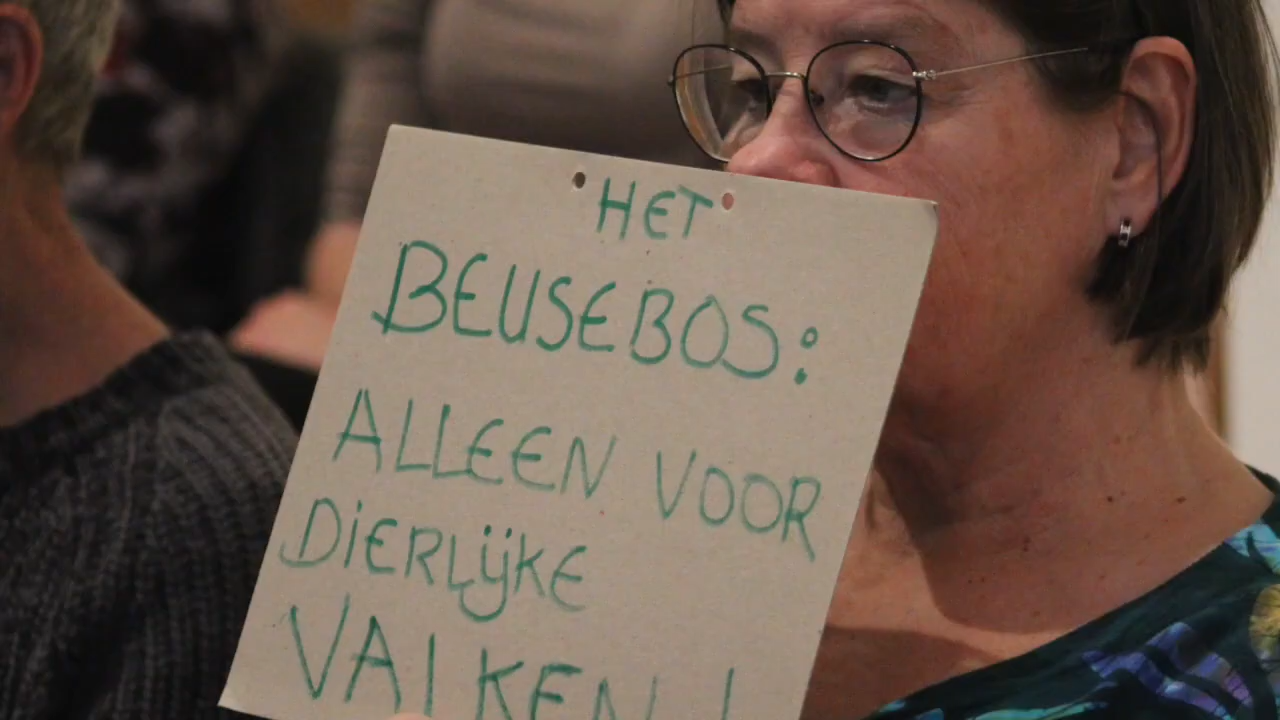 HET
BEUSEBOS:
ALLEEN VOOR
DIERLIJKE
VALKEN!